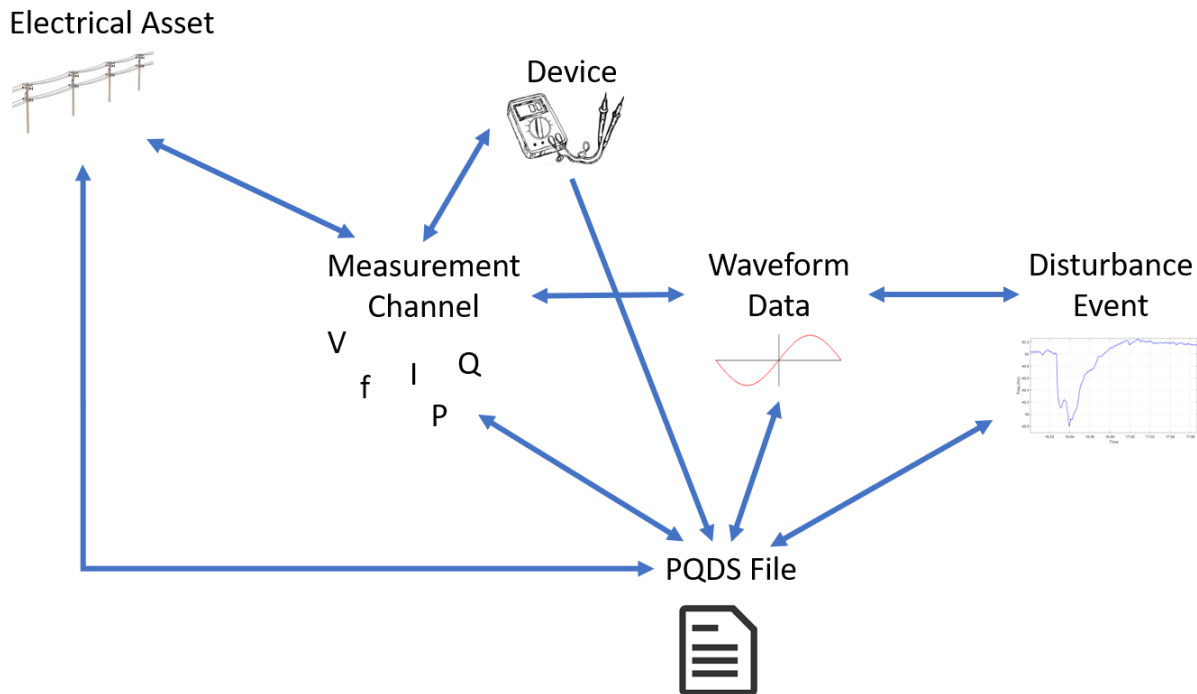 Electrical Asset
Device
Measurement
Channel
Waveform
Data
Disturbance
Event
V
f
I
Q
P
PQDS File